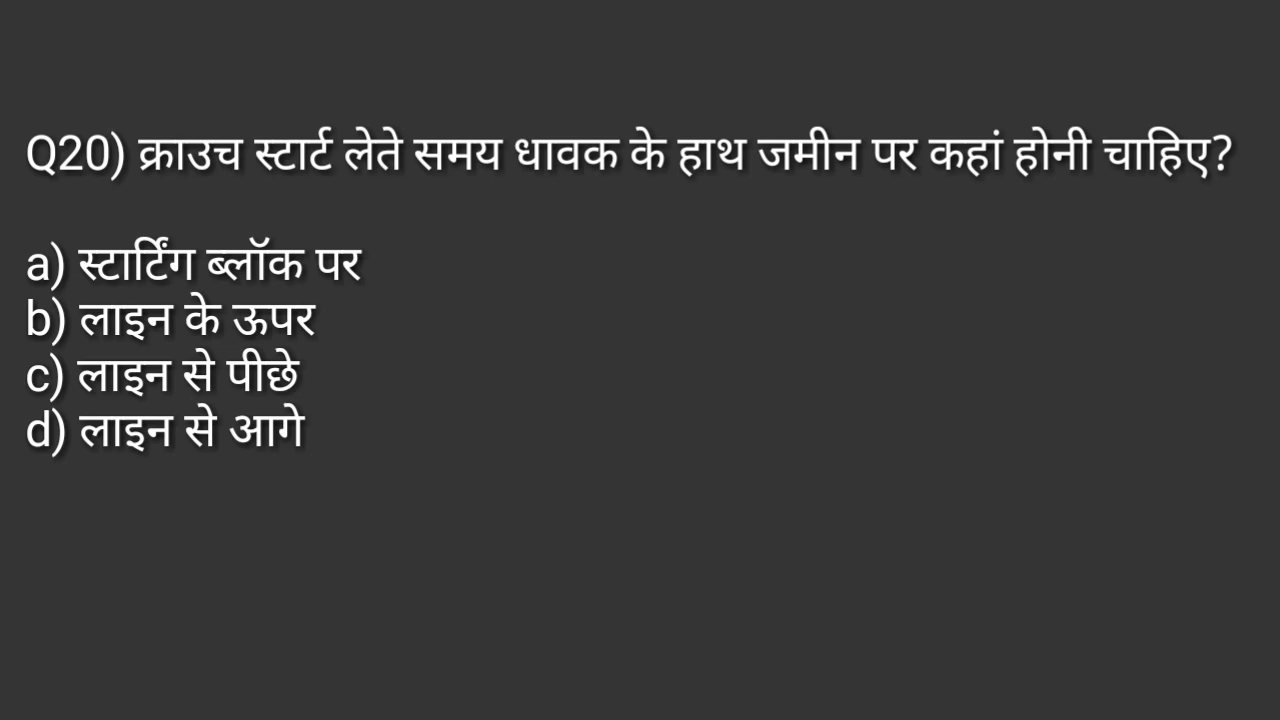 Q20) क्राउच स्टार्ट लेते समय धावक के हाथ जमीन पर कहां होनी चाहिए?
a) स्टार्टिंग ब्लॉक पर
b) लाइन के ऊपर
c) लाइन से पीछे
d) लाइन से आगे